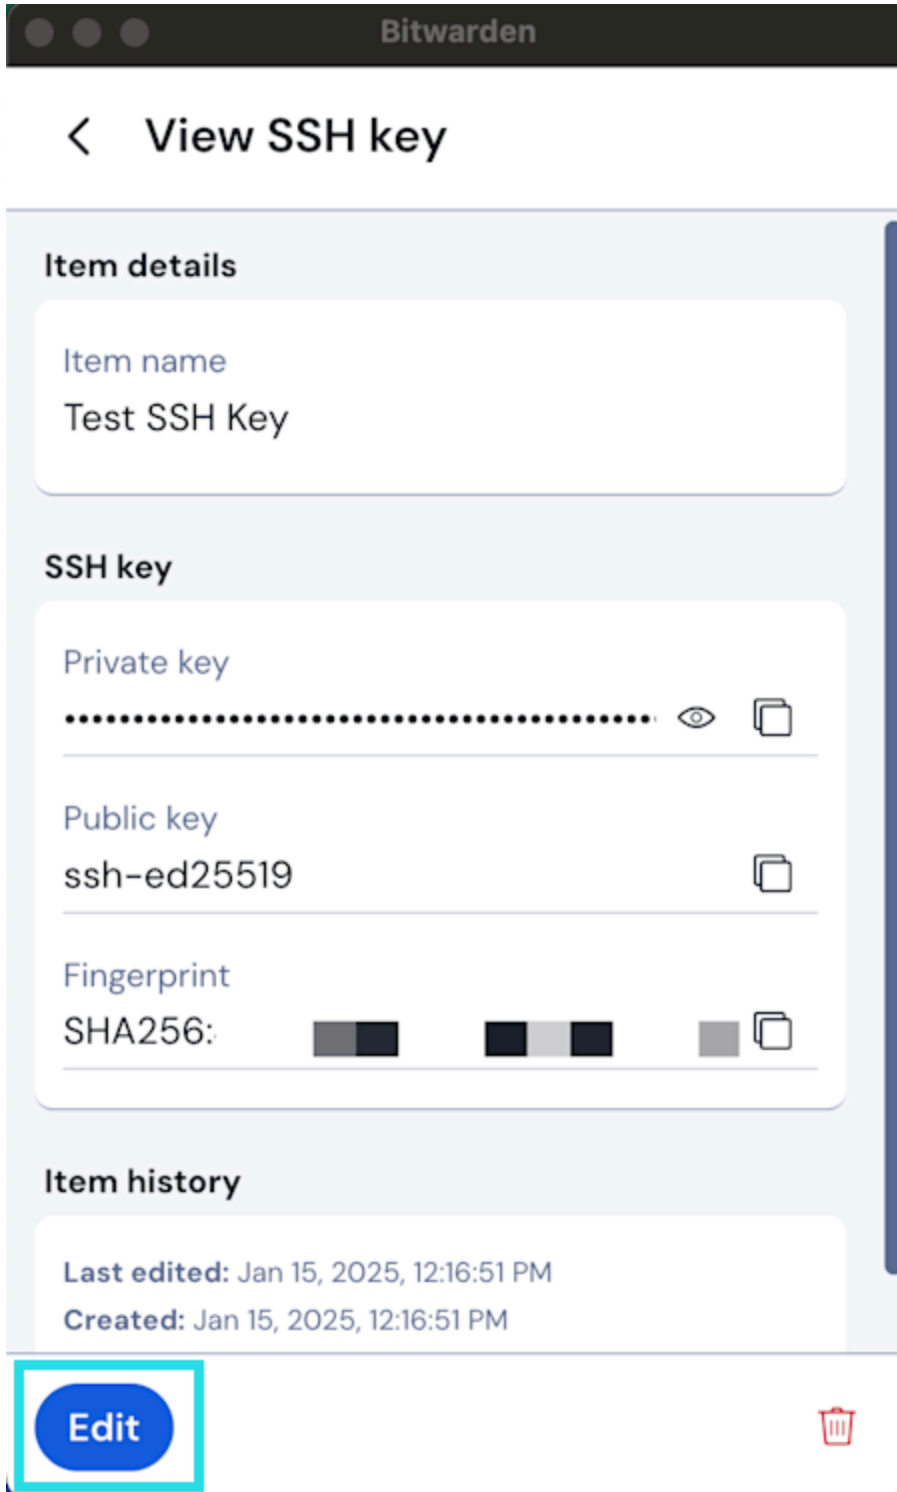 Bitwarden
View SSH key
Item details
Item name
Test SSH Key
SSH key
Private key
Public key
ssh-ed25519
Fingerprint
SHA256:
Item history
Last edited: Jan 15, 2025, 12:16:51 PM
Created: Jan 15, 2025, 12:16:51 PM
Edit